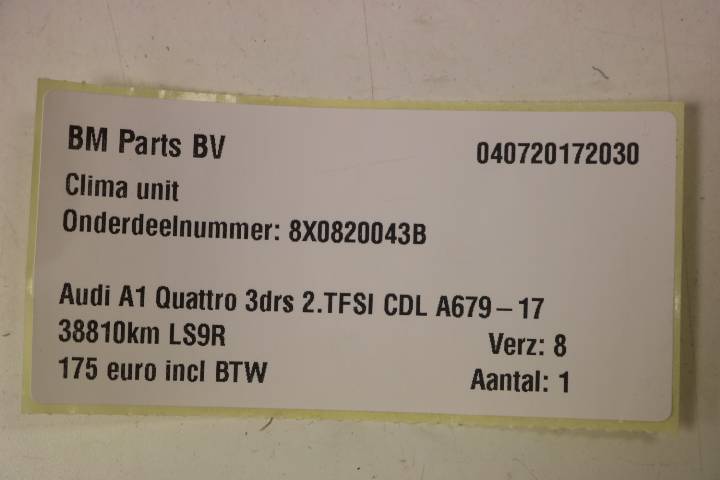 BM Parts BV 040720172030
Clima unit
Onderdeelnummer: 8X0820043B
Audi A1 Quattro 3drs 2.TFSI CDL A679 – 17
38810km LS9R Verz: 8
175 euro incl BTW Aantal: 1